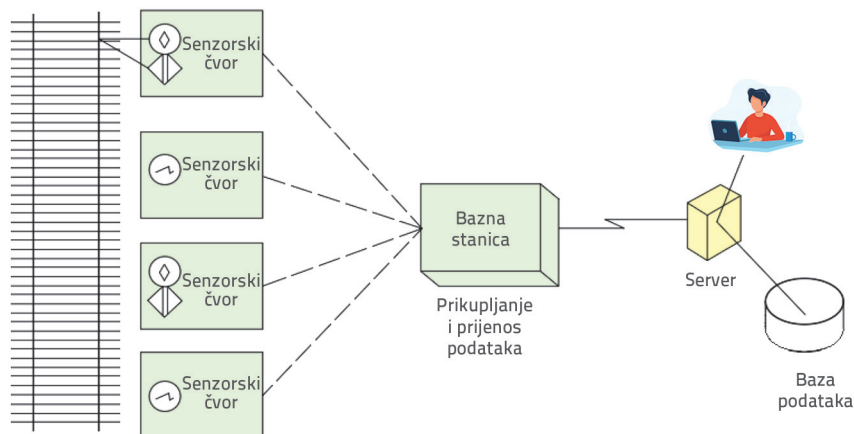 Senzorski
čvor
Senzorski
čvor
Senzorski
čvor
Senzorski
čvor
Bazna
stanica
Prikupljanje
i prijenos
podataka
Server
Baza
podataka